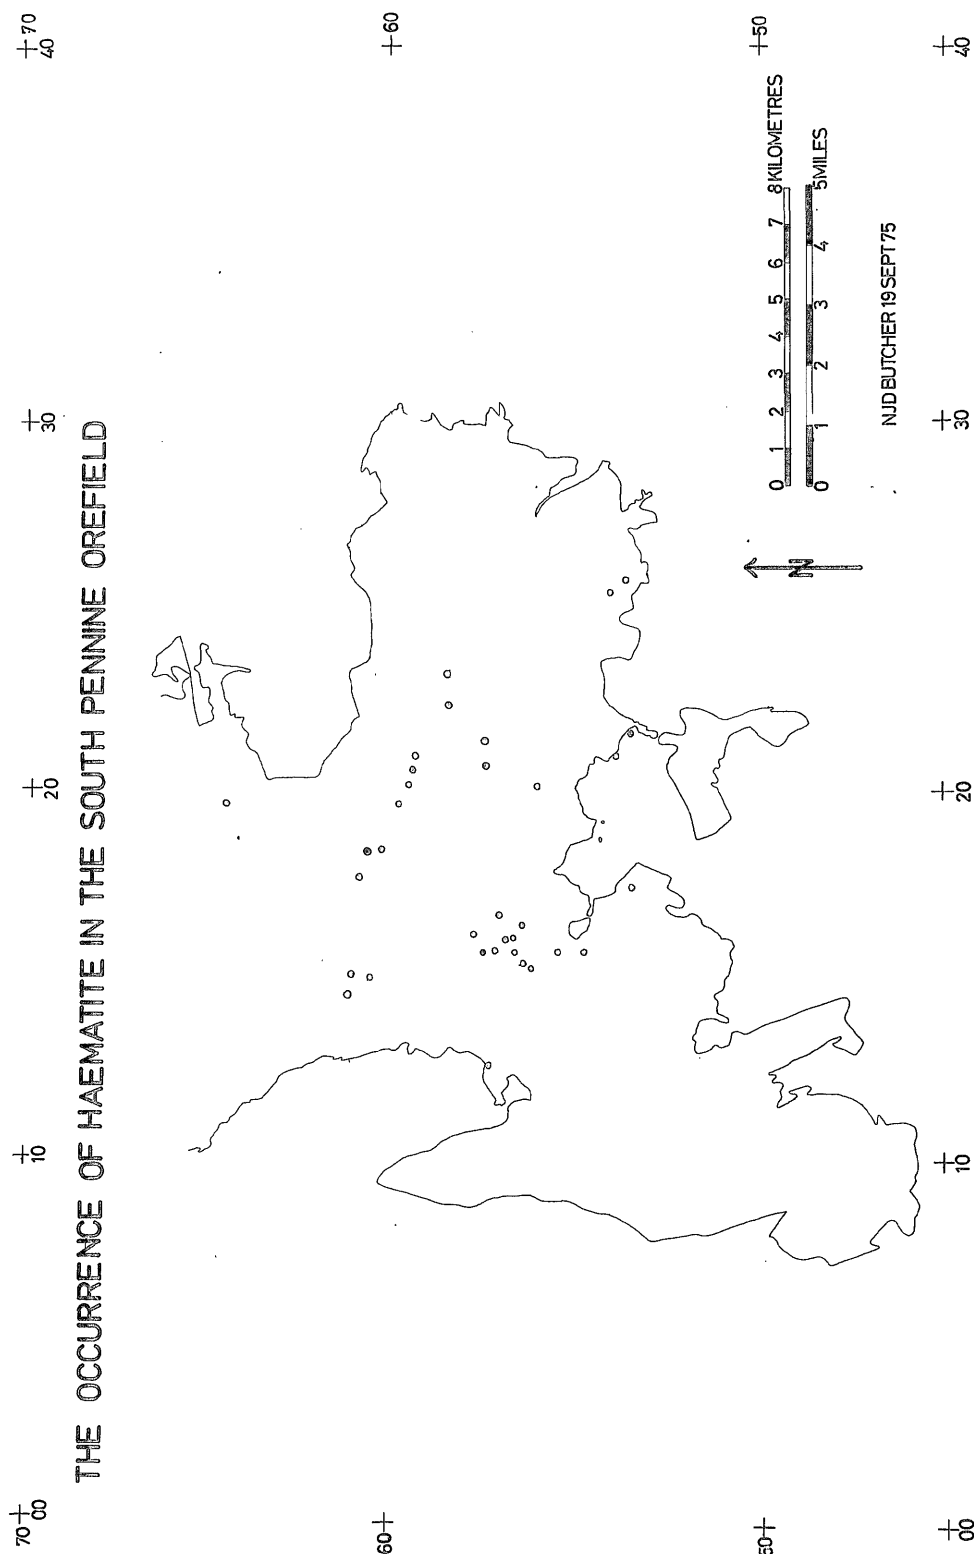 70 70
00 10 20 30 40
THE OCCURRENCE OF HAEMATITE IN THE SOUTH PENNINE OREFIELD
60 60
50 50
0 1 2 3 4 5 6 7 8 KILOMETRES
N
0 1 2 3 4 5 MILES
NJD BUTCHER 19 SEPT 75
00 10 20 30 40